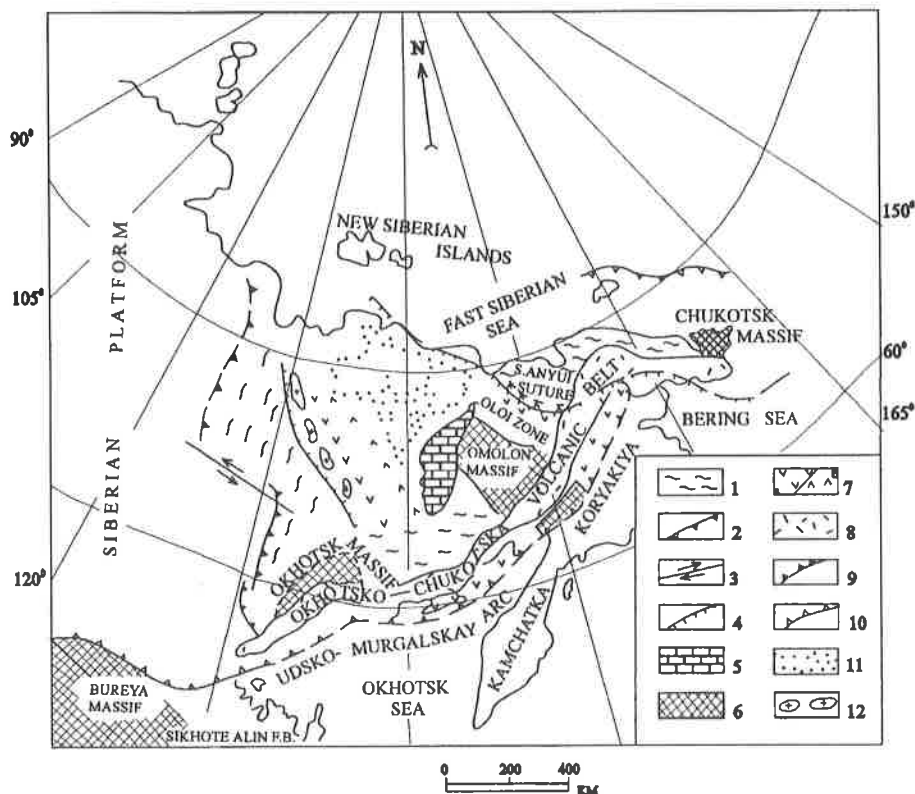 N
90°
150°
NEW SIBERIAN
ISLANDS
SIBERIAN PLATFORM
105°
FAST SIBERIAN
SEA
CHUKOTSK
MASSIF
60°
S.ANYUI
SUTURE
BELT
BERING SEA
165°
OLOI ZONE
OMOLON
MASSIF
VOLCANIC
KORYAKIYA
OKHOTSK MASSIF
OKHOTSKO CHUKOTSKA
120°
UDSKO-MURGALSKAY ARC
KAMCHATKA
BUREYA
MASSIF
OKHOTSK
SEA
SIKHOTE ALIN F.B.
1 7
2 8
3 9
4 10
5 11
6 12
0 200 400
KM